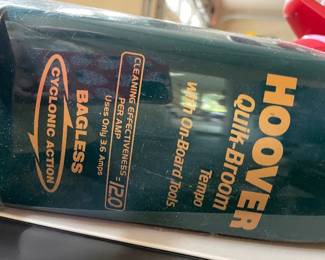 HOOVER
Quik-Broom
Tempo
with On-Board Tools
CLEANING EFFECTIVENESS
PER AMP = 120
Uses Only 3.6 Amps
BAGLESS
CYCLONIC ACTION